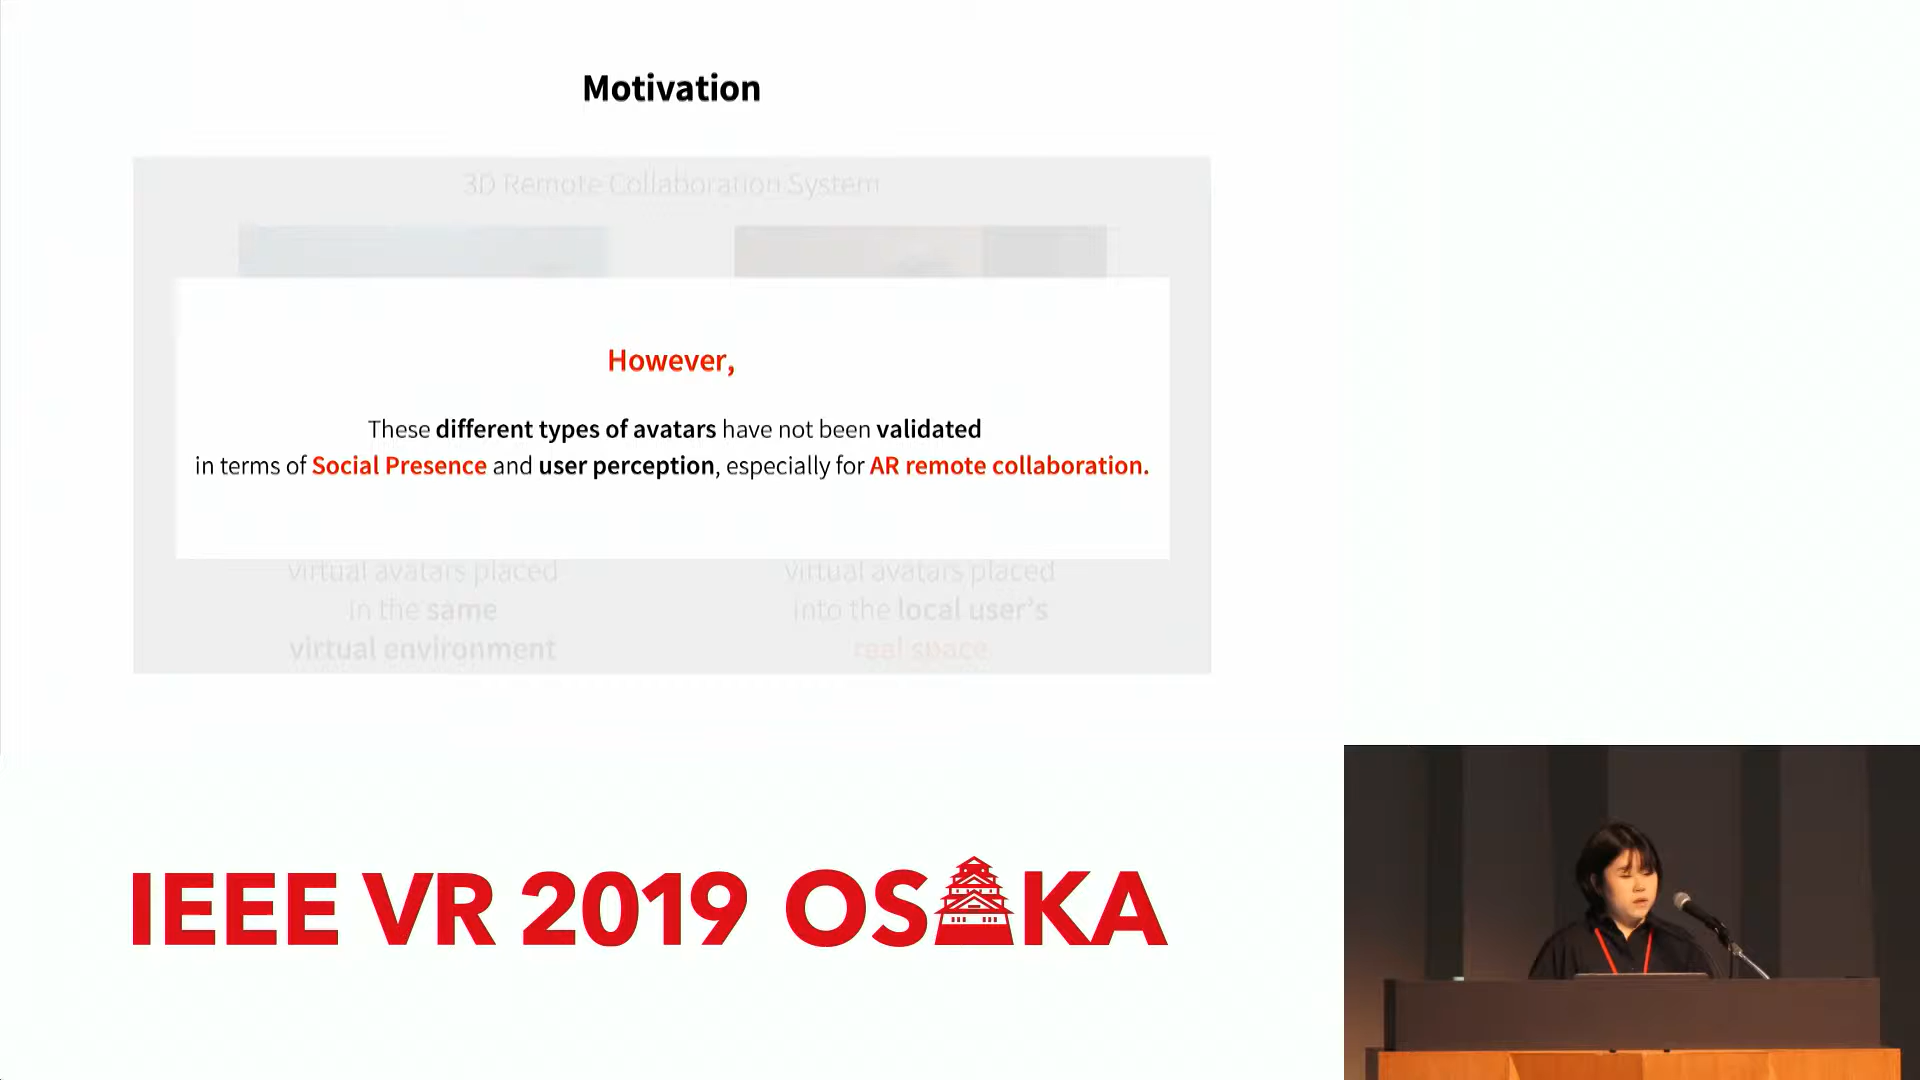 Motivation
3D Remote Collaboration System
However,
These different types of avatars have not been validated
in terms of Social Presence and user perception, especially for AR remote collaboration.
virtual avatars placed
in the same
virtual environment
virtual avatars placed
into the local user's
real space
IEEE VR 2019 OSAKA